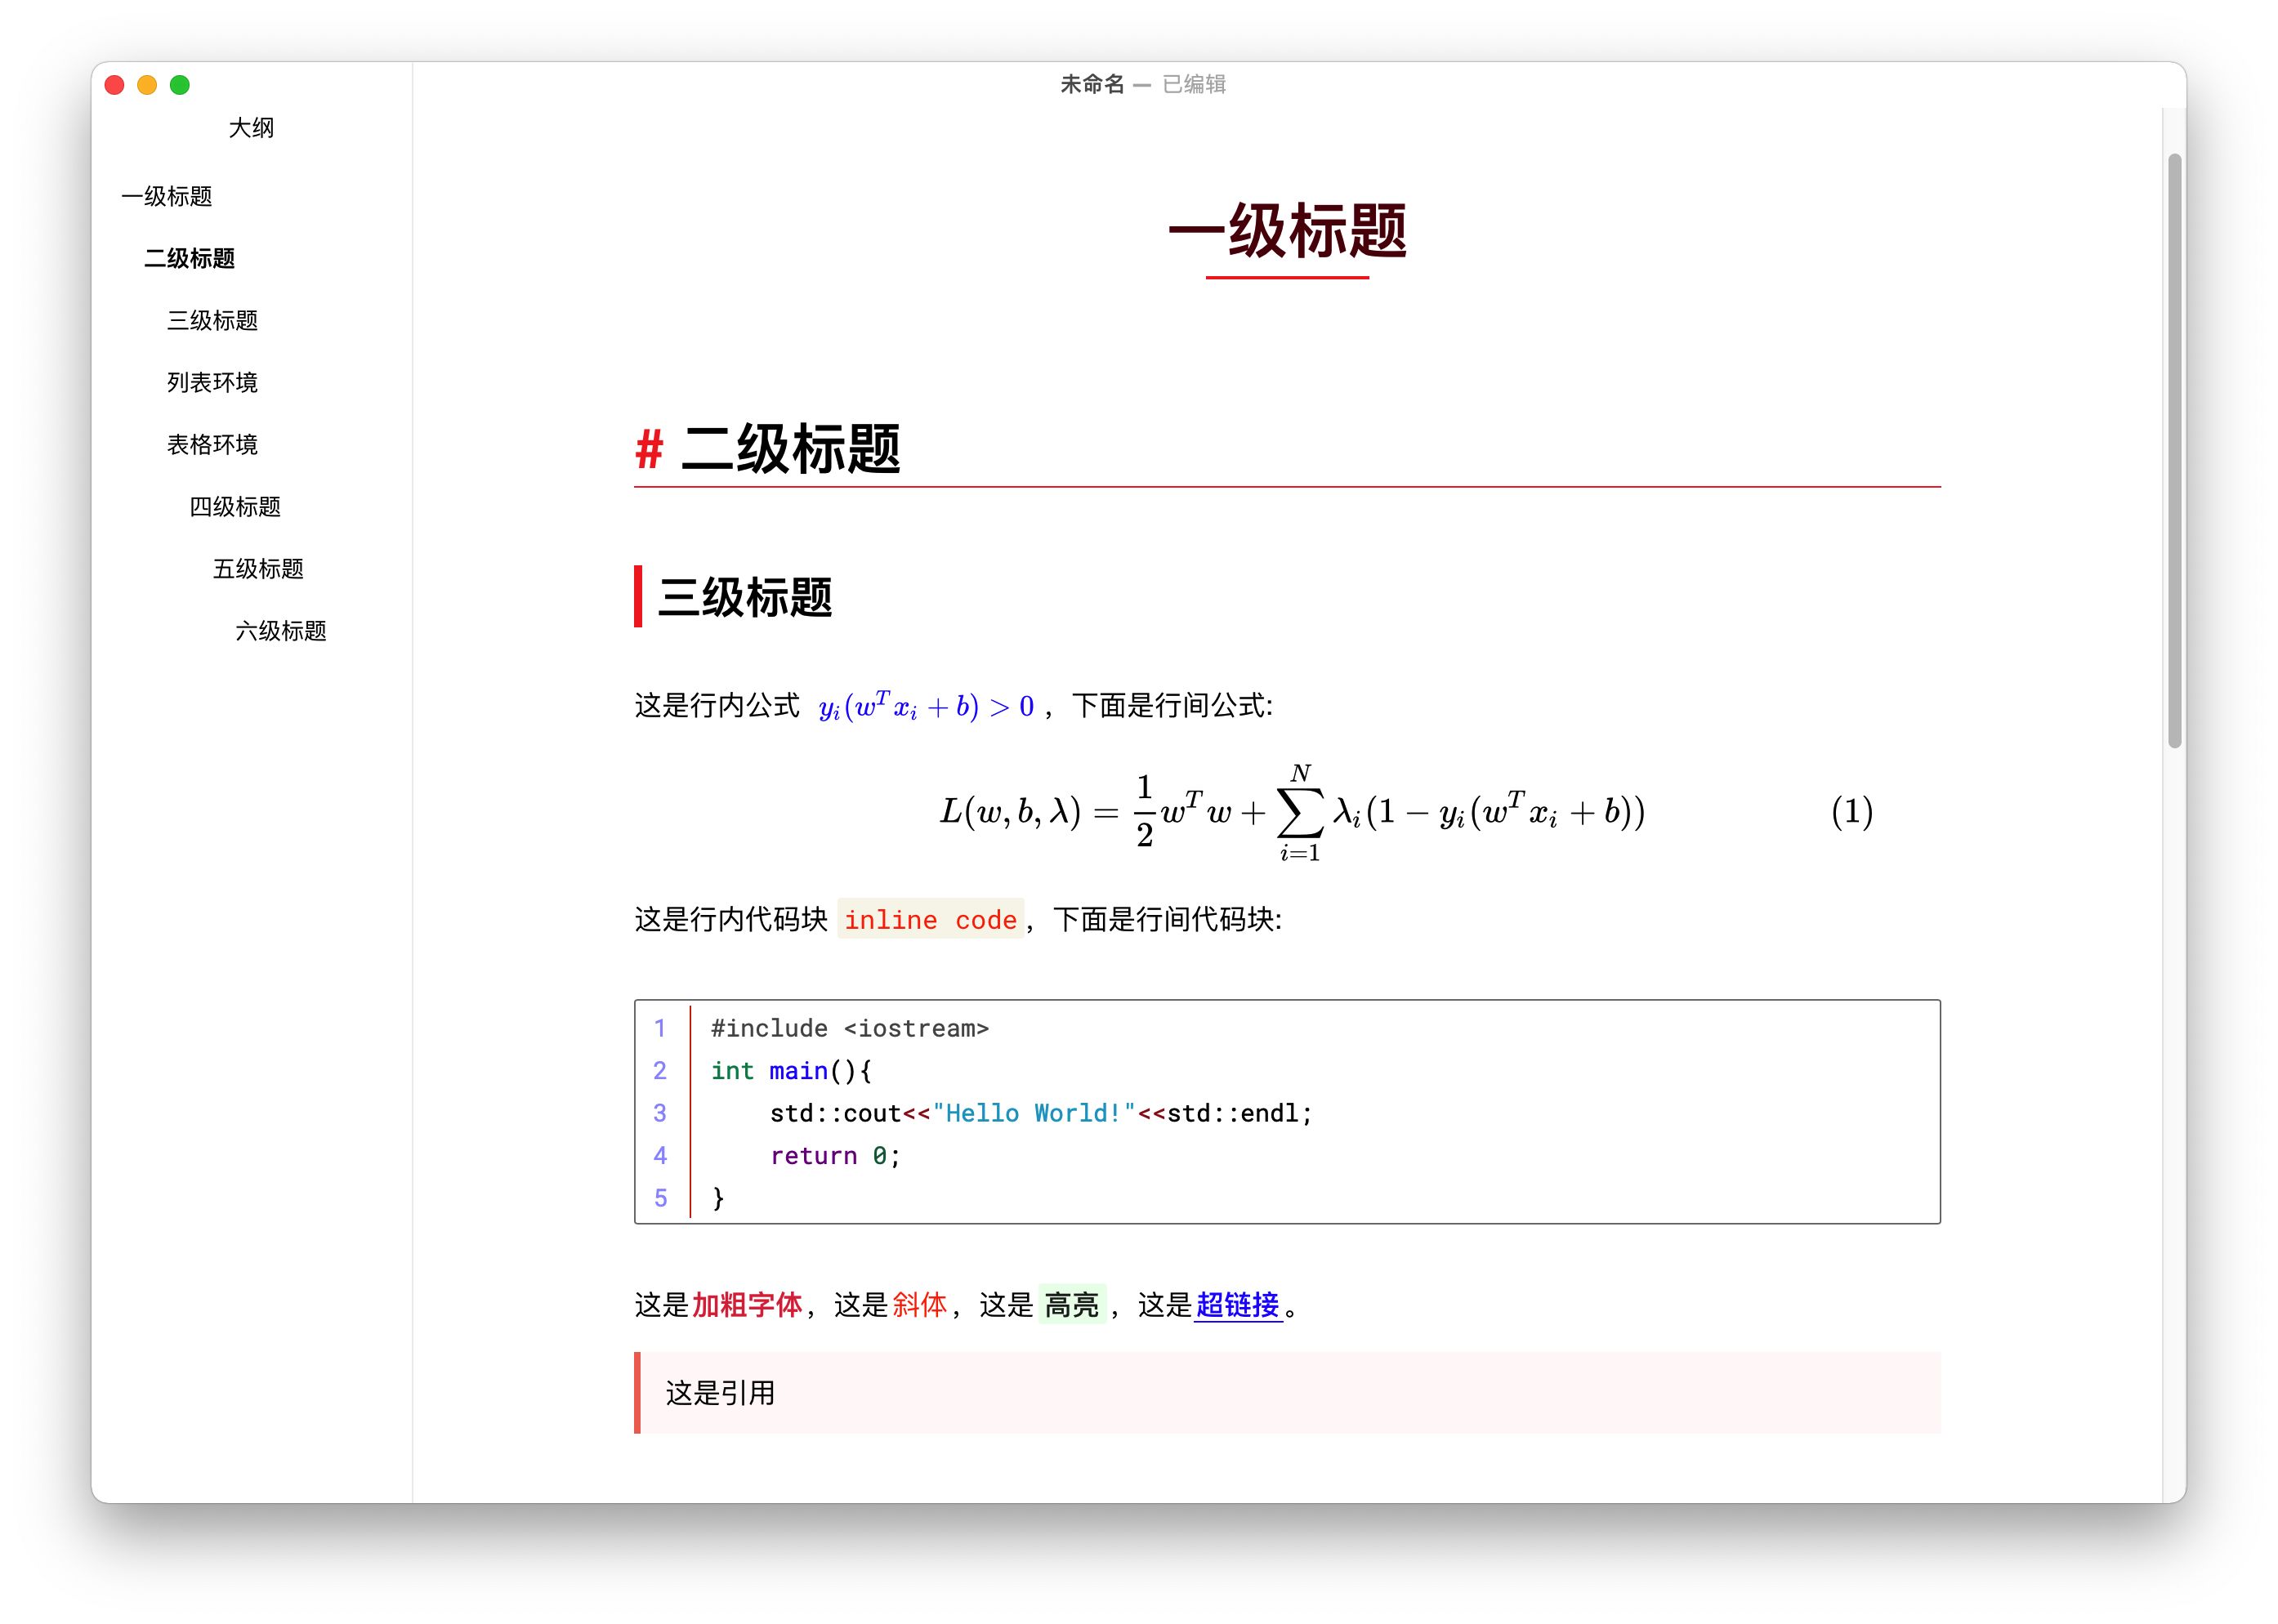 未命名 — 已编辑
大纲
一级标题
二级标题
三级标题
列表环境
表格环境
四级标题
五级标题
六级标题
一级标题
# 二级标题
三级标题
这是行内公式 y_i(w^T x_i + b) > 0，下面是行间公式:
L(w, b, λ) = \frac{1}{2} w^T w + \sum_{i=1}^{N} λ_i(1 − y_i(w^T x_i + b)) (1)
这是行内代码块 inline code，下面是行间代码块:
1 #include <iostream>
2 int main(){
3     std::cout<<"Hello World!"<<std::endl;
4     return 0;
5 }
这是加粗字体，这是斜体，这是 高亮，这是超链接。
这是引用